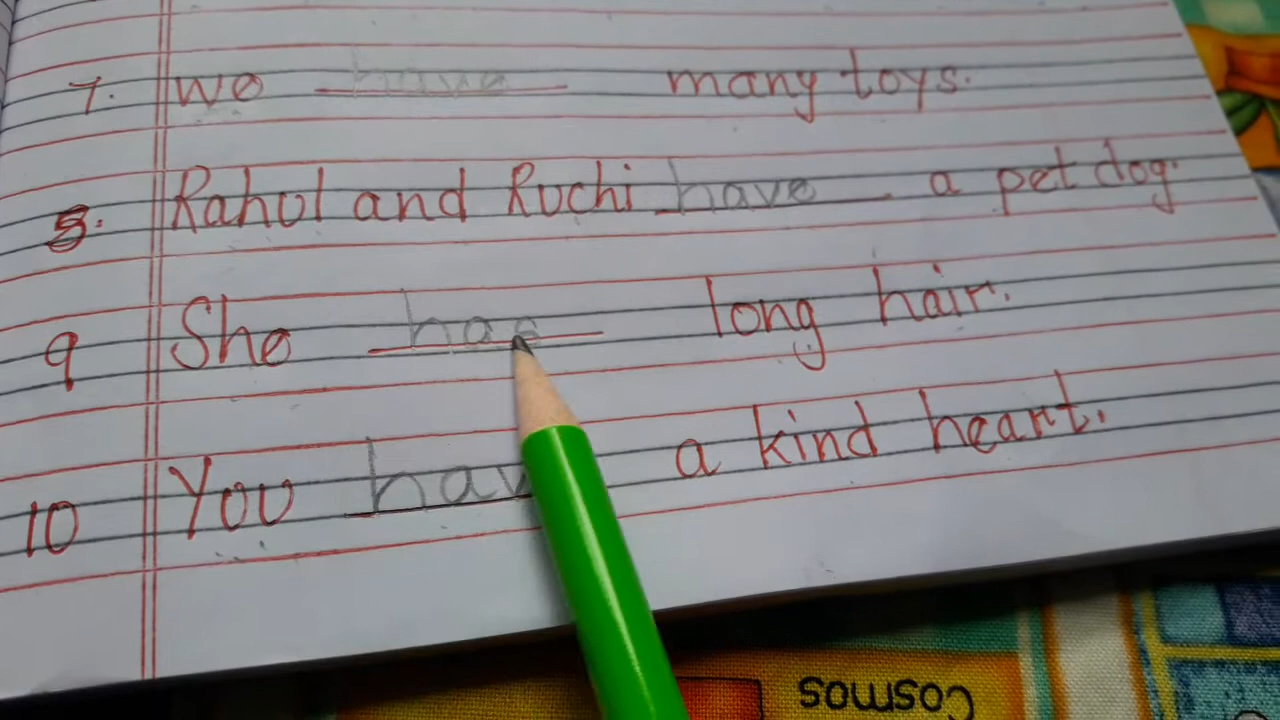 7. We have many toys.
8. Rahul and Ruchi have a pet dog.
9 She has long hair.
10 You hav a kind heart.
Cosmos